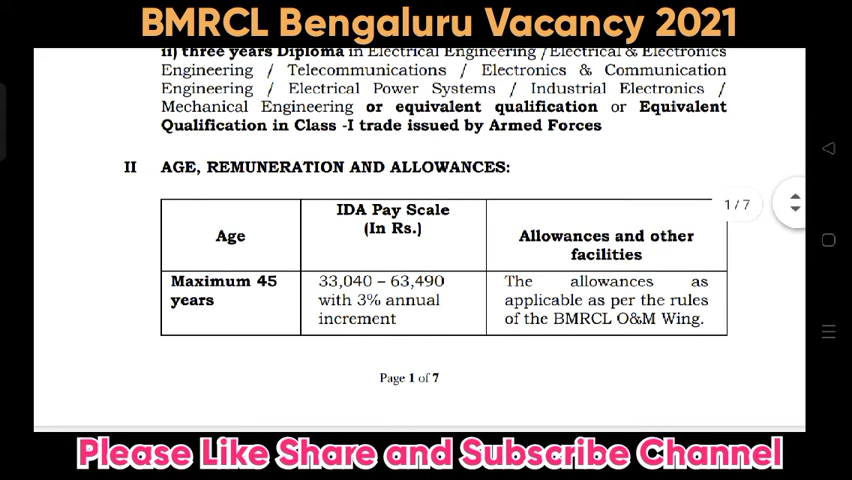 BMRCL Bengaluru Vacancy 2021
ii) three years Diploma in Electrical Engineering /Electrical & Electronics
Engineering / Telecommunications / Electronics & Communication
Engineering / Electrical Power Systems / Industrial Electronics /
Mechanical Engineering or equivalent qualification or Equivalent
Qualification in Class -I trade issued by Armed Forces
II AGE, REMUNERATION AND ALLOWANCES:
Age
IDA Pay Scale
(In Rs.)
Allowances and other
facilities
1 / 7
Maximum 45
years
33,040 – 63,490
with 3% annual
increment
The allowances as
applicable as per the rules
of the BMRCL O&M Wing.
Page 1 of 7
Please Like Share and Subscribe Channel